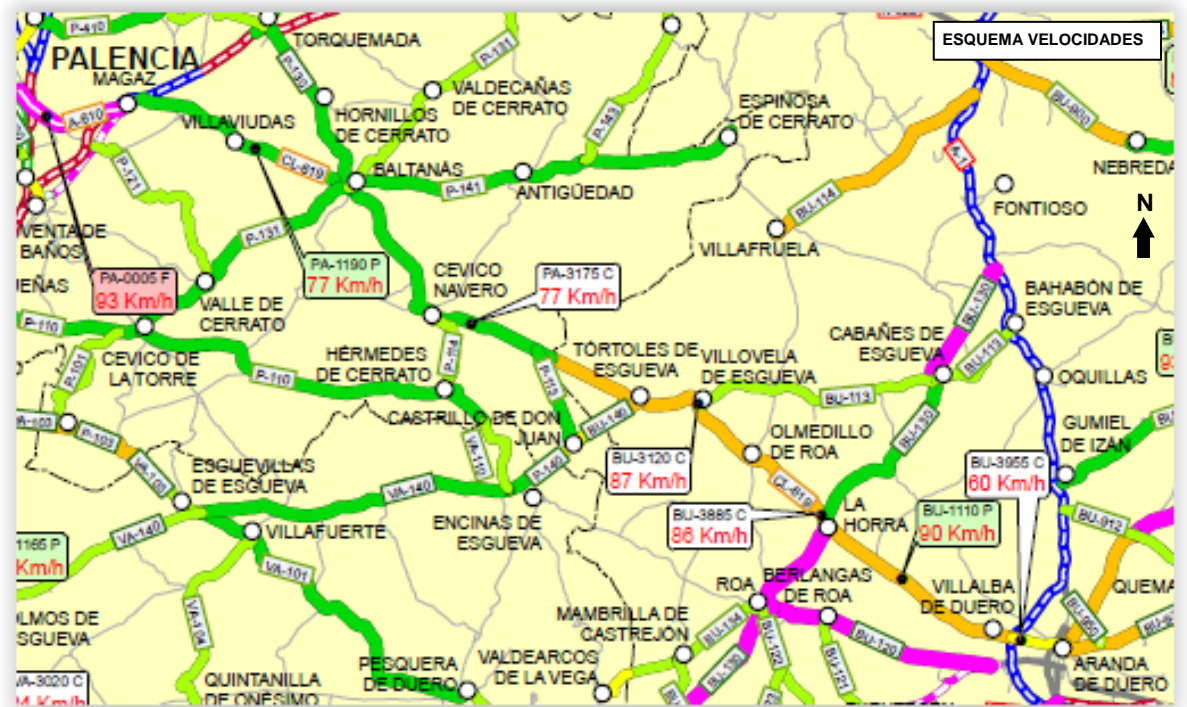 ESQUEMA VELOCIDADES
P-410
PALENCIA
MAGAZ
TORQUEMADA
P-130
P-131
A-610
VILLAVIUDAS
HORNILLOS
DE CERRATO
VALDECAÑAS
DE CERRATO
P-143
ESPINOSA
DE CERRATO
BU-900
NEBREDA
A-1
P-121
CL-619
BALTANÁS
P-141
ANTIGÜEDAD
BU-114
FONTIOSO
N
VENTA DE
BAÑOS
P-131
VILLAFRUELA
PA-0005 F
93 Km/h
PA-1190 P
77 Km/h
CEVICO
NAVERO
PA-3175 C
77 Km/h
BU-130
BAHABÓN DE
ESGUEVA
VALLE DE
CERRATO
P-110
CABAÑES DE
ESGUEVA
BU-113
P-101
CEVICO DE
LA TORRE
P-110
HÉRMEDES
DE CERRATO
P-114
P-113
TÓRTOLES DE
ESGUEVA
VILLOVELA
DE ESGUEVA
BU-113
OQUILLAS
CASTRILLO DE DON
JUAN
BU-140
BU-130
GUMIEL
DE IZÁN
P-103
VA-103
ESGUEVILLAS
DE ESGUEVA
VA-140
VA-110
P-140
BU-3120 C
87 Km/h
OLMEDILLO
DE ROA
CL-619
BU-3955 C
60 Km/h
BU-3885 C
86 Km/h
LA
HORRA
BU-1110 P
90 Km/h
BU-912
VA-140
VILLAFUERTE
ENCINAS DE
ESGUEVA
1165 P
Km/h
VA-101
ROA
BERLANGAS
DE ROA
VILLALBA
DE DUERO
QUEMA
BU-950
OLMOS DE
SGUEVA
VA-104
MAMBRILLA DE
CASTREJÓN
BU-134
BU-122
BU-120
BU-121
BU-130
ARANDA
DE DUERO
PESQUERA
DE DUERO
VALDEARCOS
DE LA VEGA
QUINTANILLA
DE ONÉSIMO
VA-3020 C